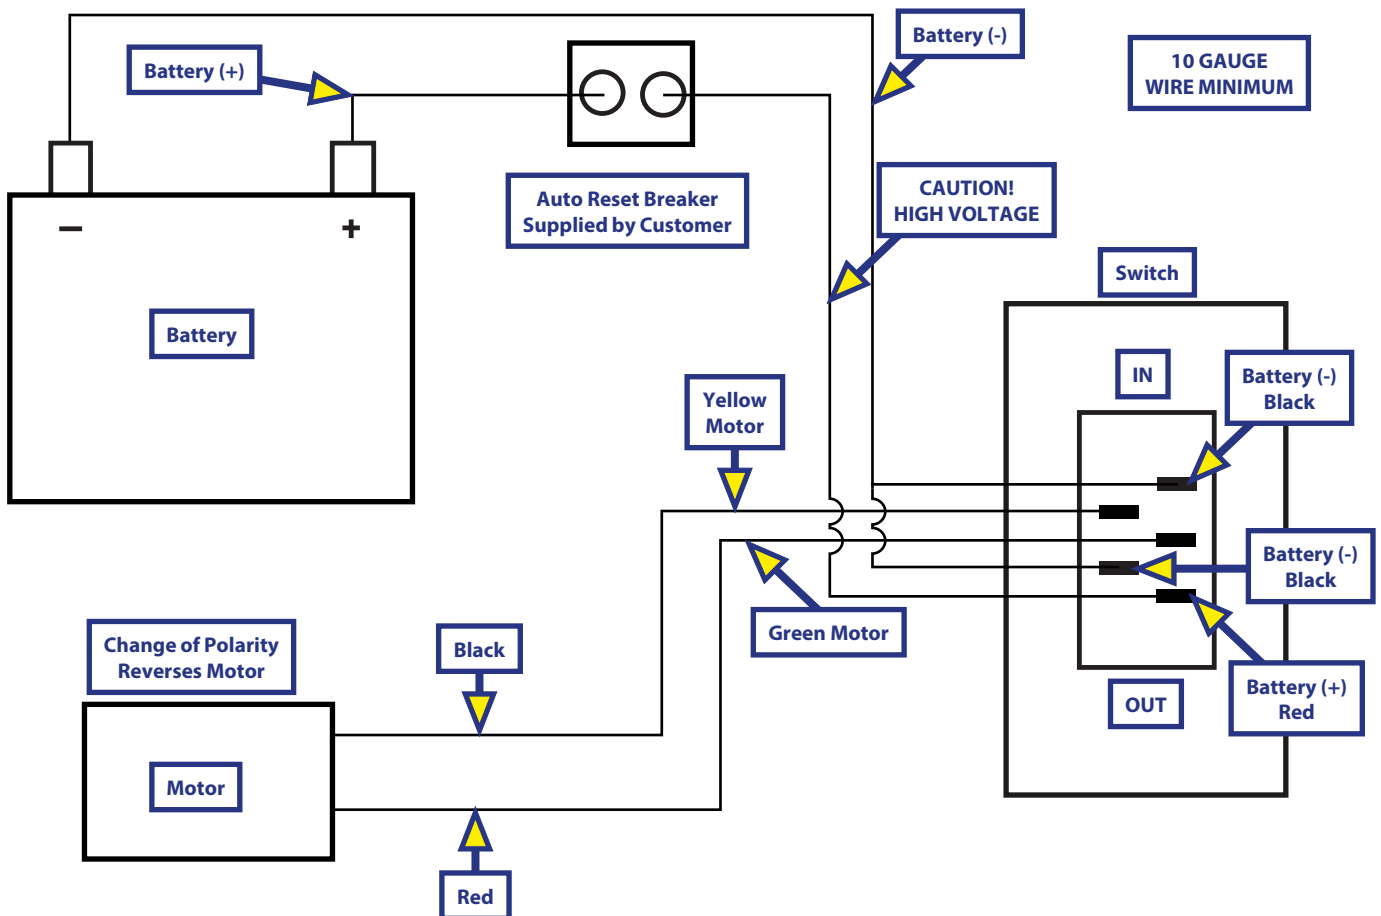 Battery (-)
10 GAUGE
WIRE MINIMUM
Battery (+)
Auto Reset Breaker
Supplied by Customer
CAUTION!
HIGH VOLTAGE
–
+
Battery
Switch
IN
Battery (-)
Black
Yellow
Motor
Battery (-)
Black
Green Motor
Battery (+)
Red
OUT
Change of Polarity
Reverses Motor
Black
Motor
Red